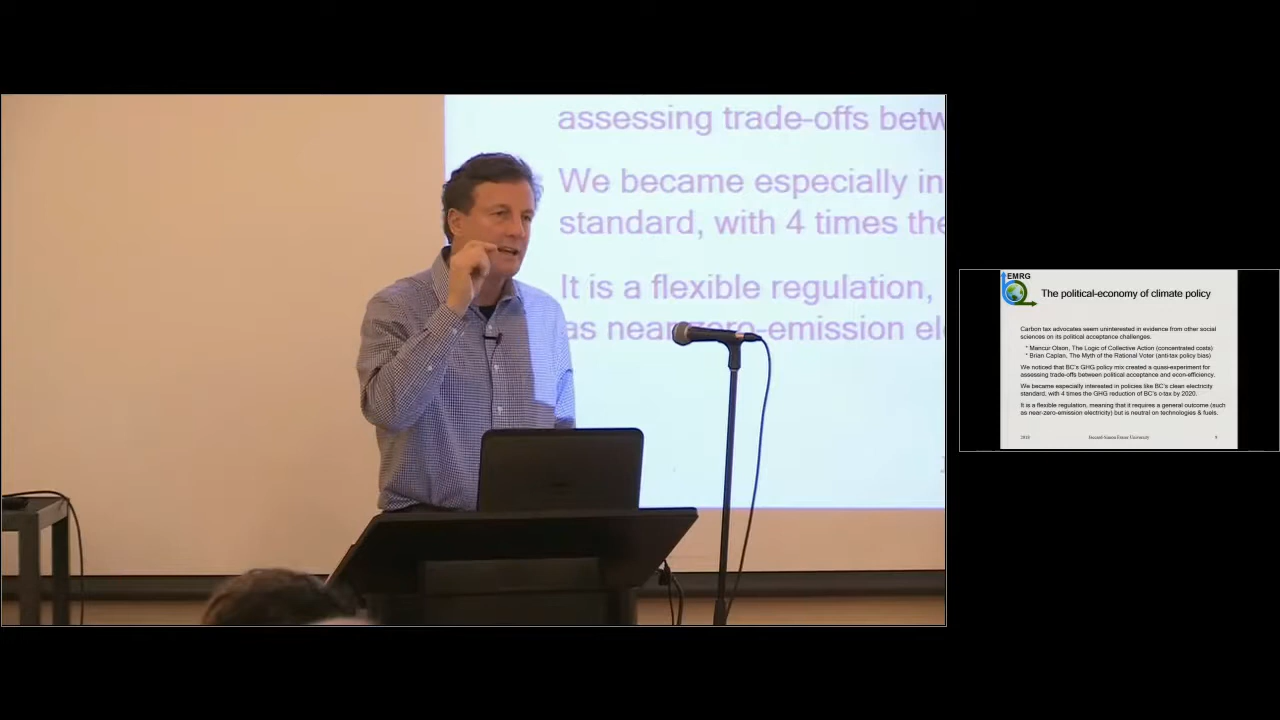 assessing trade-offs betw
We became especially in
standard, with 4 times the
It is a flexible regulation,
as near-zero-emission el
EMRG
The political-economy of climate policy
Carbon tax advocates seem uninterested in evidence from other social
sciences on its political acceptance challenges.
* Mancur Olson, The Logic of Collective Action (concentrated costs)
* Brian Caplan, The Myth of the Rational Voter (anti-tax policy bias)
We noticed that BC's GHG policy mix created a quasi-experiment for
assessing trade-offs between political acceptance and econ-efficiency.
We became especially interested in policies like BC's clean electricity
standard, with 4 times the GHG reduction of BC's c-tax by 2020.
It is a flexible regulation, meaning that it requires a general outcome (such
as near-zero-emission electricity) but is neutral on technologies & fuels.
Jaccard-Simon Fraser University